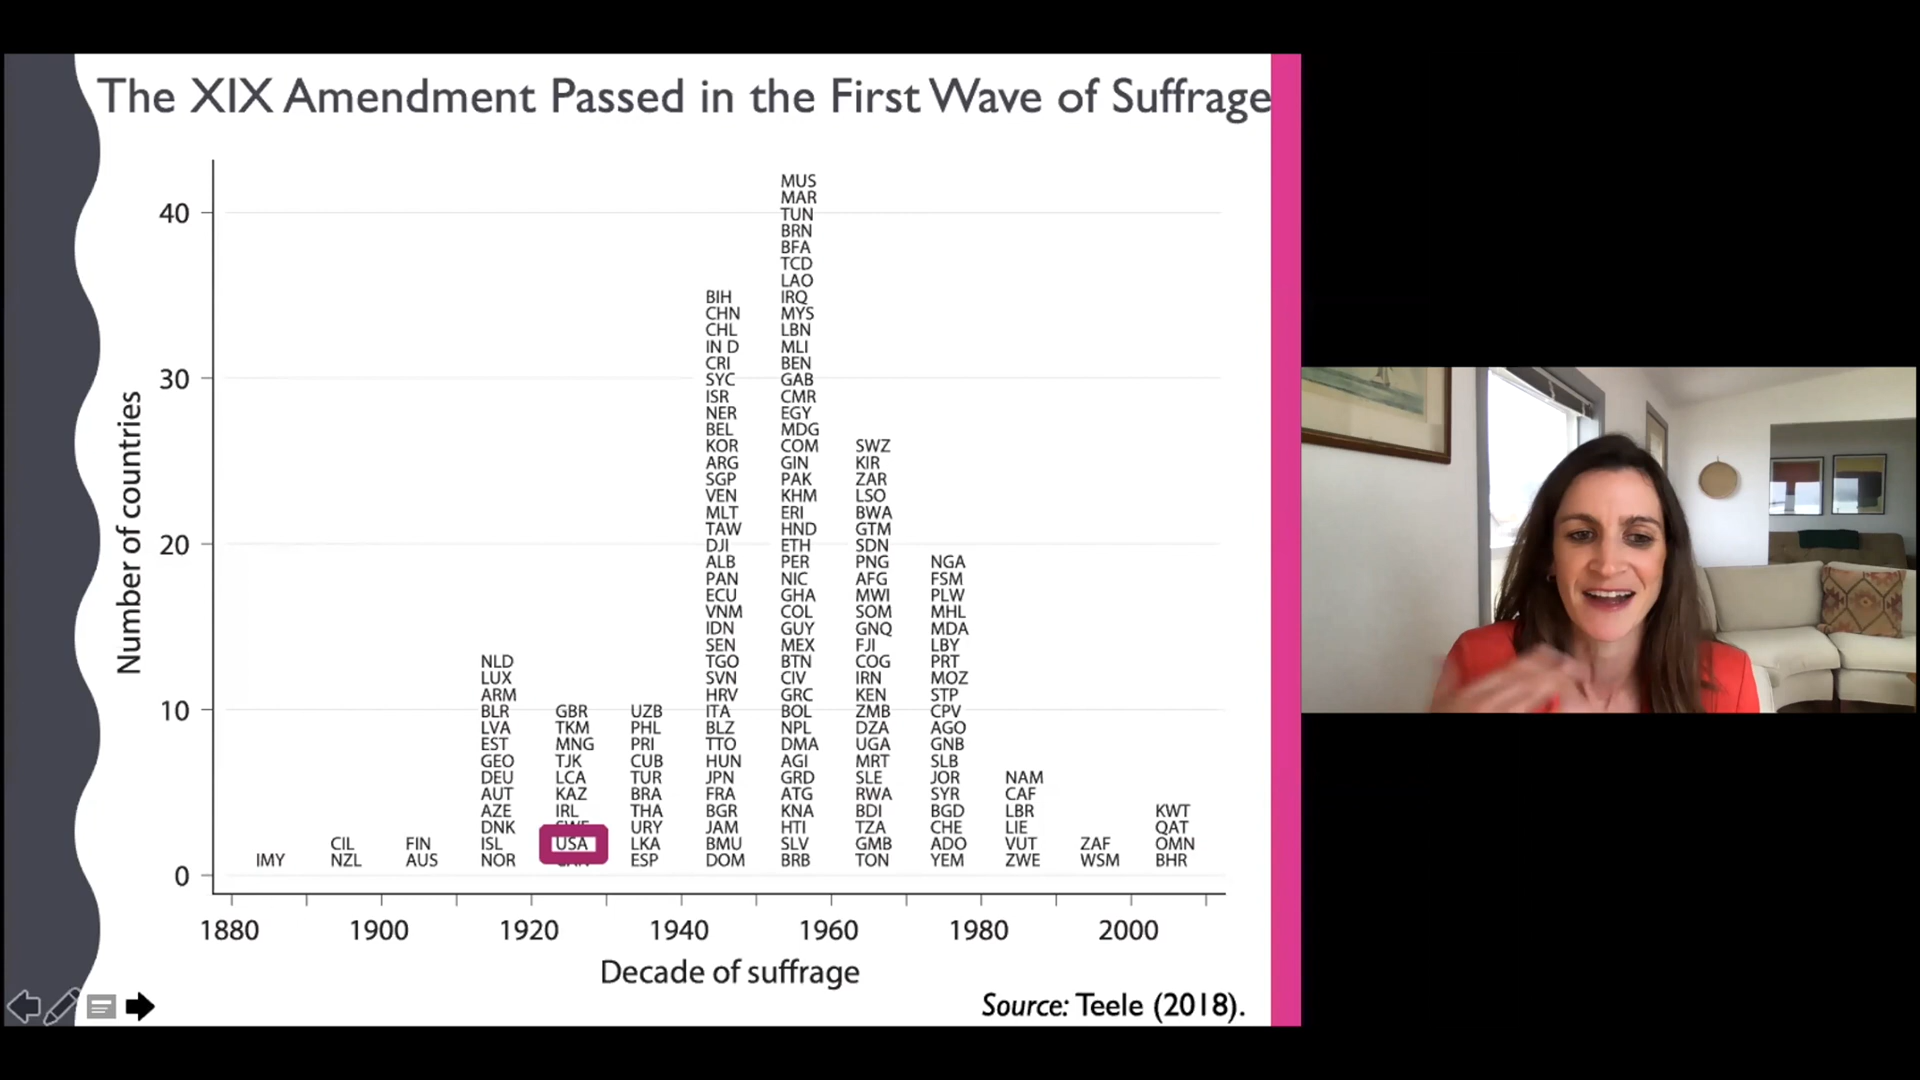 The XIX Amendment Passed in the First Wave of Suffrage
Number of countries
40
30
20
10
0
IMY
CIL
NZL
FIN
AUS
NLD
LUX
ARM
BLR
LVA
EST
GEO
DEU
AUT
AZE
DNK
ISL
NOR
GBR
TKM
MNG
TJK
LCA
KAZ
IRL
USA
UZB
PHL
PRI
CUB
TUR
BRA
THA
URY
LKA
ESP
BIH
CHN
CHL
IN D
CRI
SYC
ISR
NER
BEL
KOR
ARG
SGP
VEN
MLT
TAW
DJI
ALB
PAN
ECU
VNM
IDN
SEN
TGO
SVN
HRV
ITA
BLZ
TTO
HUN
JPN
FRA
BGR
JAM
BMU
DOM
MUS
MAR
TUN
BRN
BFA
TCD
LAO
IRQ
MYS
LBN
MLI
BEN
GAB
CMR
EGY
MDG
COM
GIN
PAK
KHM
ERI
HND
ETH
PER
NIC
GHA
COL
GUY
MEX
BTN
CIV
GRC
BOL
NPL
DMA
AGI
GRD
ATG
KNA
HTI
SLV
BRB
SWZ
KIR
ZAR
LSO
BWA
GTM
SDN
PNG
AFG
MWI
SOM
GNQ
FJI
COG
IRN
KEN
ZMB
DZA
UGA
MRT
SLE
RWA
BDI
TZA
GMB
TON
NGA
FSM
PLW
MHL
MDA
LBY
PRT
MOZ
STP
CPV
AGO
GNB
SLB
JOR
SYR
BGD
CHE
ADO
YEM
NAM
CAF
LBR
LIE
VUT
ZWE
ZAF
WSM
KWT
QAT
OMN
BHR
1880 1900 1920 1940 1960 1980 2000
Decade of suffrage
Source: Teele (2018).